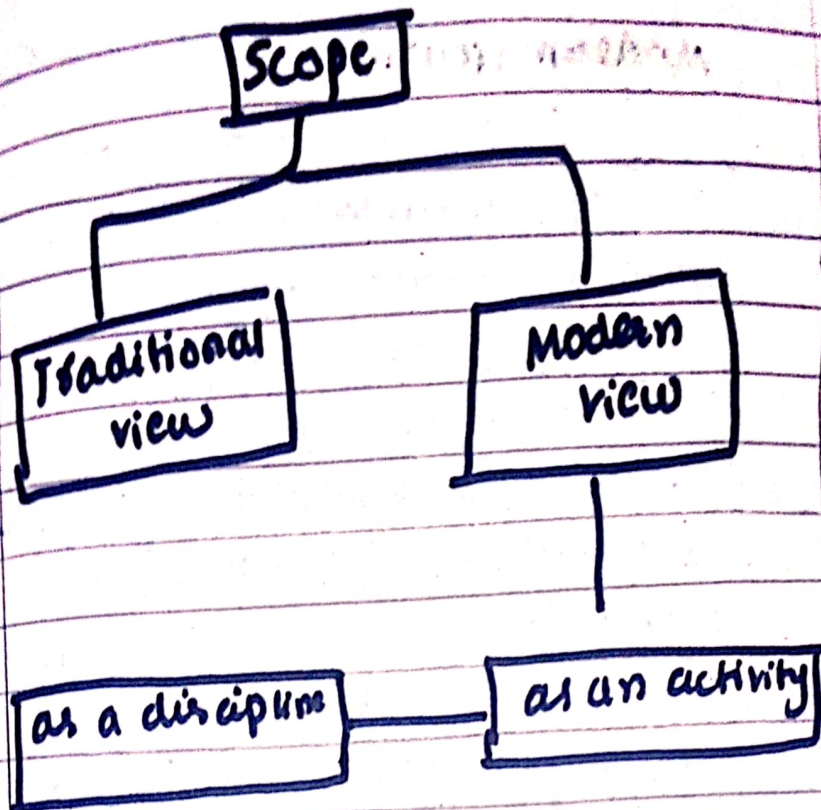 Scope
Traditional
view
Modern
view
as a discipline
as an activity